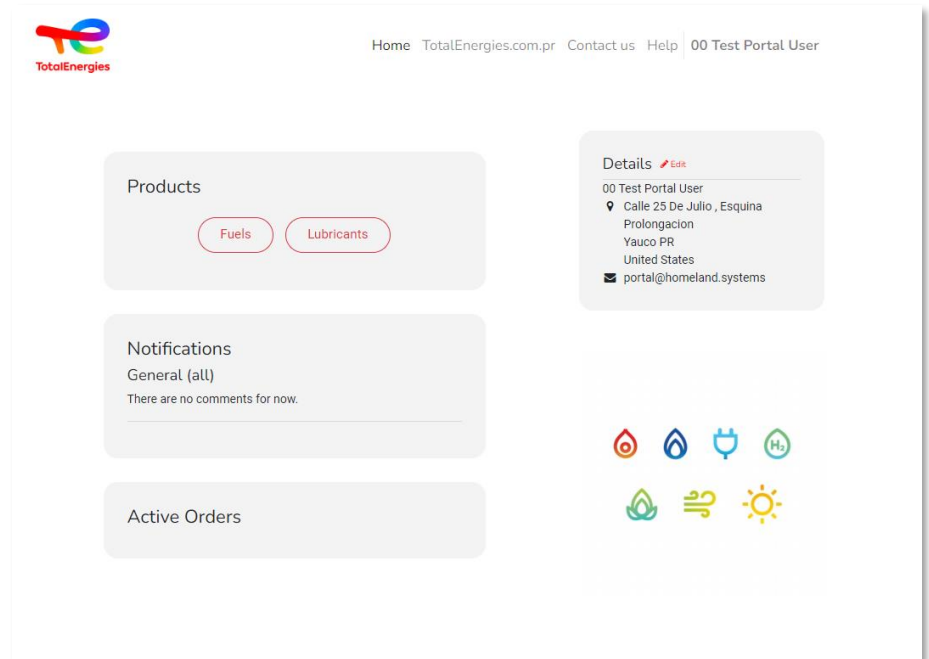 TotalEnergies
Home TotalEnergies.com.pr Contact us Help 00 Test Portal User
Products
Fuels Lubricants
Notifications
General (all)
There are no comments for now.
Active Orders
Details Edit
00 Test Portal User
Calle 25 De Julio , Esquina
Prolongacion
Yauco PR
United States
portal@homeland.systems
H₂